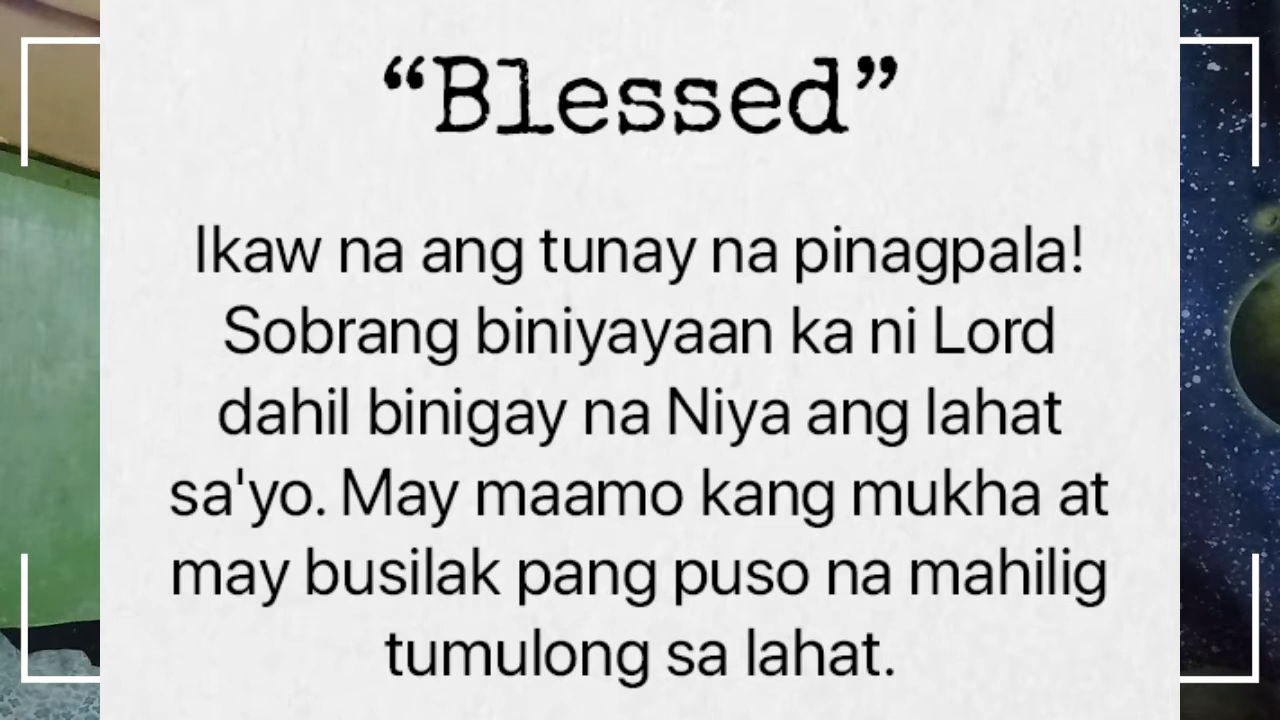 “Blessed”
Ikaw na ang tunay na pinagpala!
Sobrang biniyayaan ka ni Lord
dahil binigay na Niya ang lahat
sa'yo. May maamo kang mukha at
may busilak pang puso na mahilig
tumulong sa lahat.